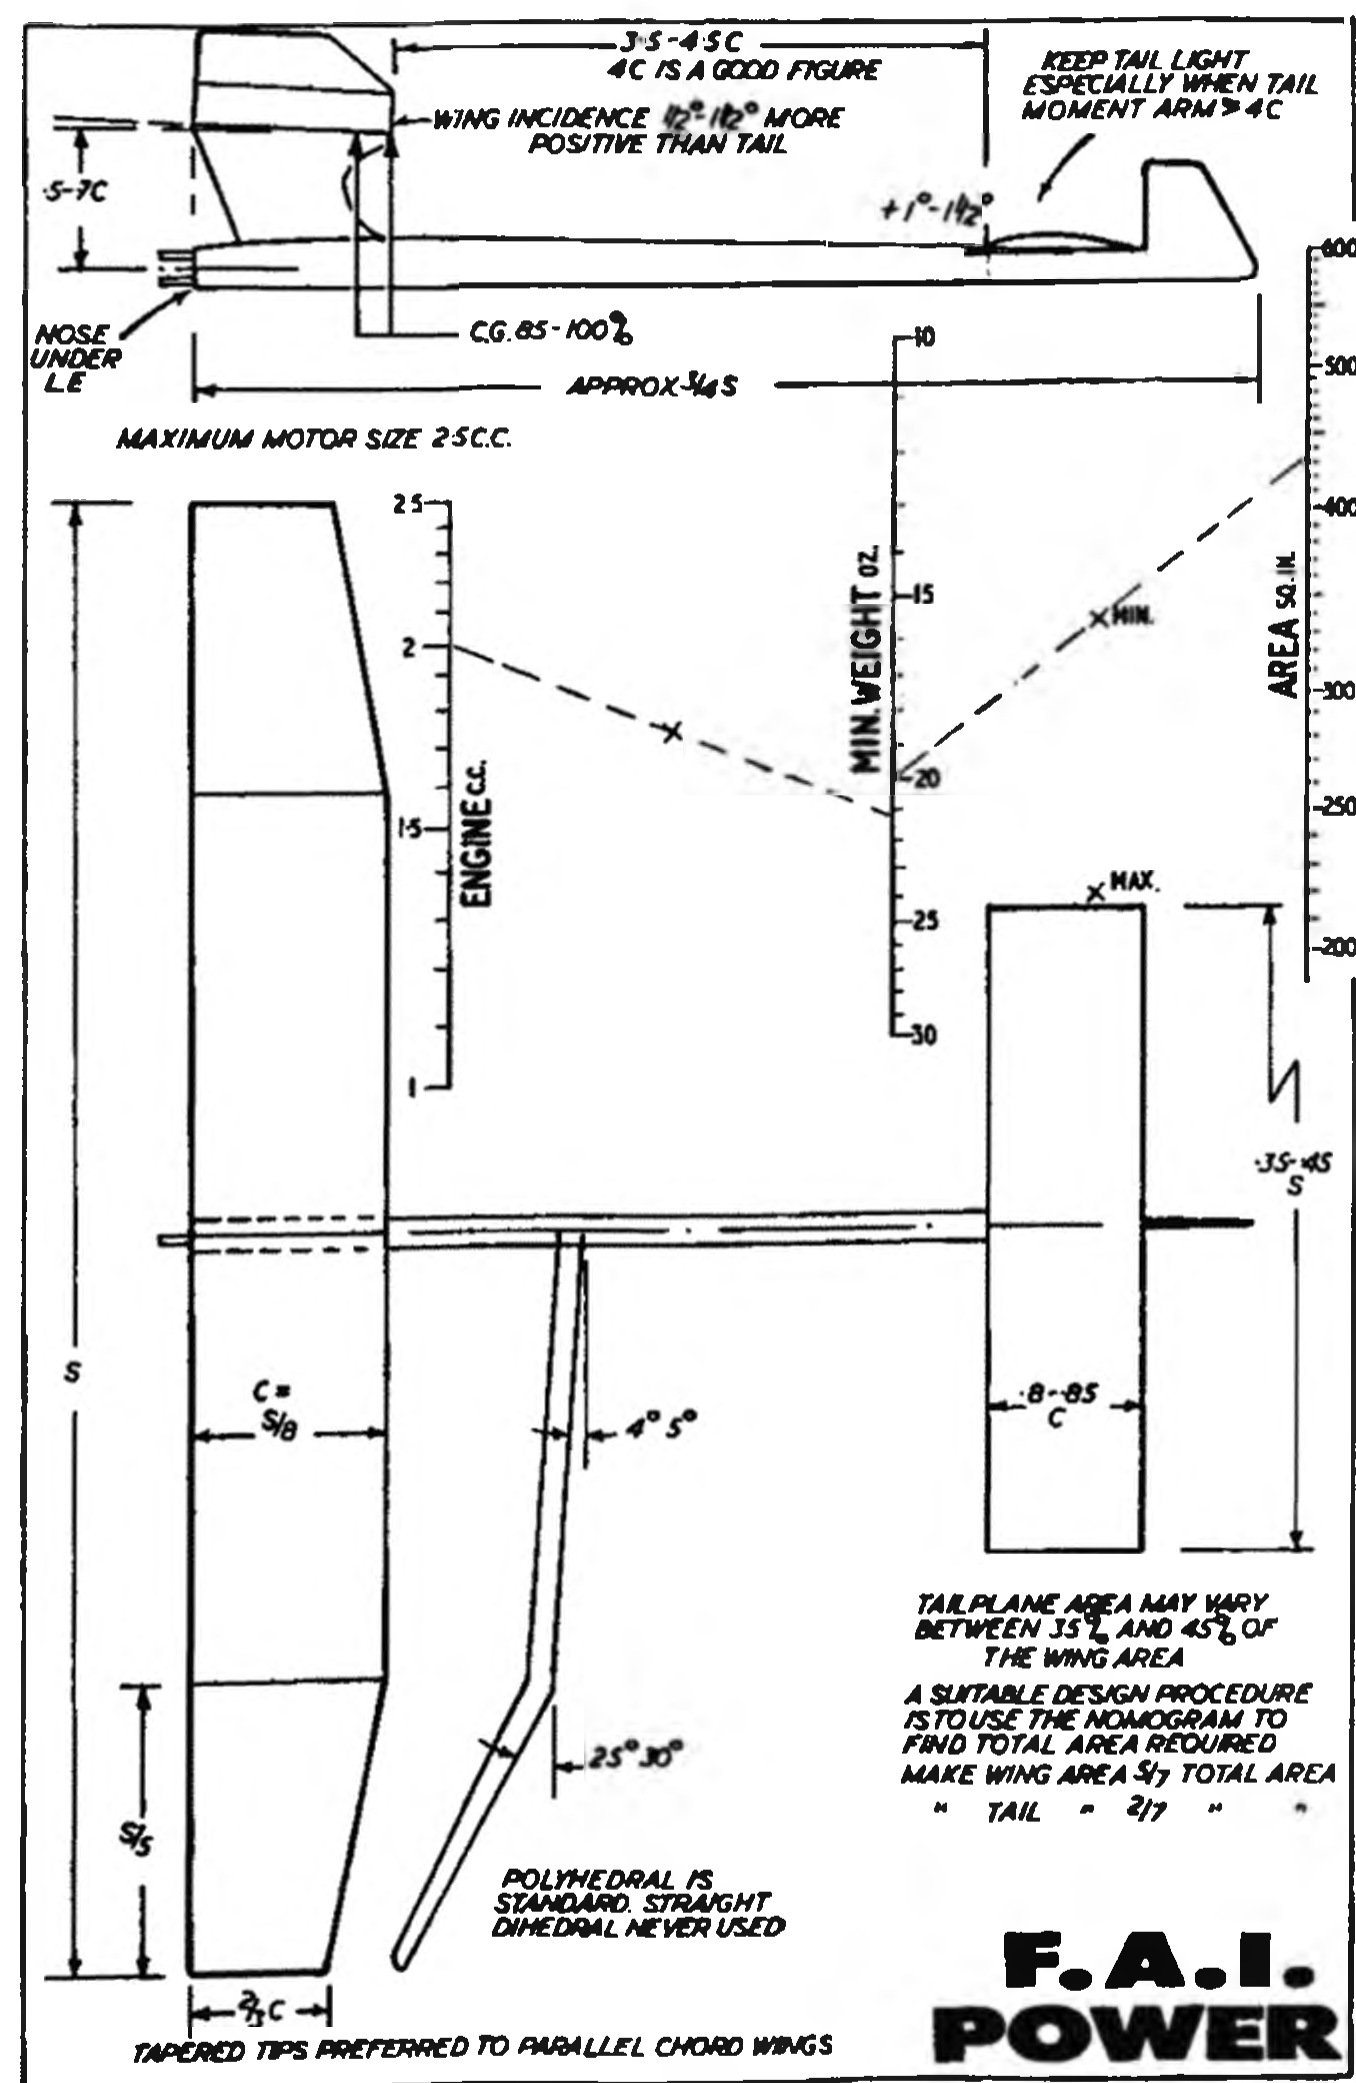 3·5-4·5C
4C IS A GOOD FIGURE
KEEP TAIL LIGHT
ESPECIALLY WHEN TAIL
MOMENT ARM > 4C
WING INCIDENCE 1/2°-1 1/2° MORE
POSITIVE THAN TAIL
·5-·7C
+1°-1 1/2°
NOSE
UNDER
L.E
C.G. 85-100%
APPROX 3/4 S
MAXIMUM MOTOR SIZE 2·5 C.C.
2·5
2
1·5
1
ENGINE C.C.
10
15
20
25
30
MIN. WEIGHT OZ.
600
500
400
300
250
200
AREA SQ. IN.
× MIN.
×
× MAX.
S
C =
S/8
4° 5°
·8-·85
C
·35-·45
S
25° 30°
S/5
2/3 C
TAILPLANE AREA MAY VARY
BETWEEN 35% AND 45% OF
THE WING AREA
A SUITABLE DESIGN PROCEDURE
IS TO USE THE NOMOGRAM TO
FIND TOTAL AREA REQUIRED
MAKE WING AREA 5/7 TOTAL AREA
" TAIL " 2/7 " "
POLYHEDRAL IS
STANDARD. STRAIGHT
DIHEDRAL NEVER USED
TAPERED TIPS PREFERRED TO PARALLEL CHORD WINGS
F.A.I.
POWER